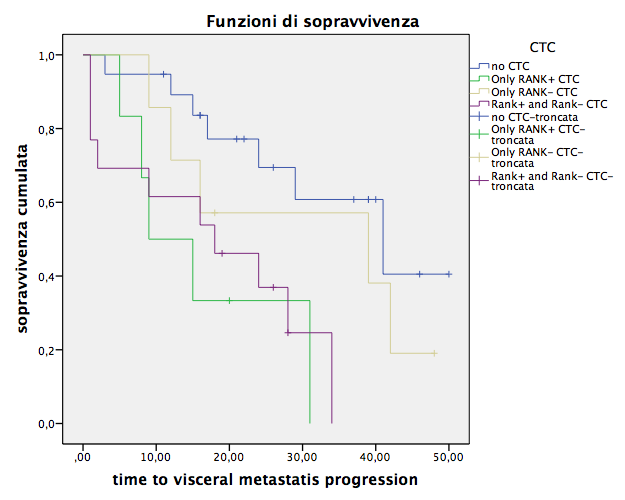 Funzioni di sopravvivenza
CTC
no CTC
Only RANK+ CTC
Only RANK- CTC
Rank+ and Rank- CTC
no CTC-troncata
Only RANK+ CTC-
troncata
Only RANK- CTC-
troncata
Rank+ and Rank- CTC-
troncata
sopravvivenza cumulata
1,0
0,8
0,6
0,4
0,2
0,0
,00 10,00 20,00 30,00 40,00 50,00
time to visceral metastatis progression